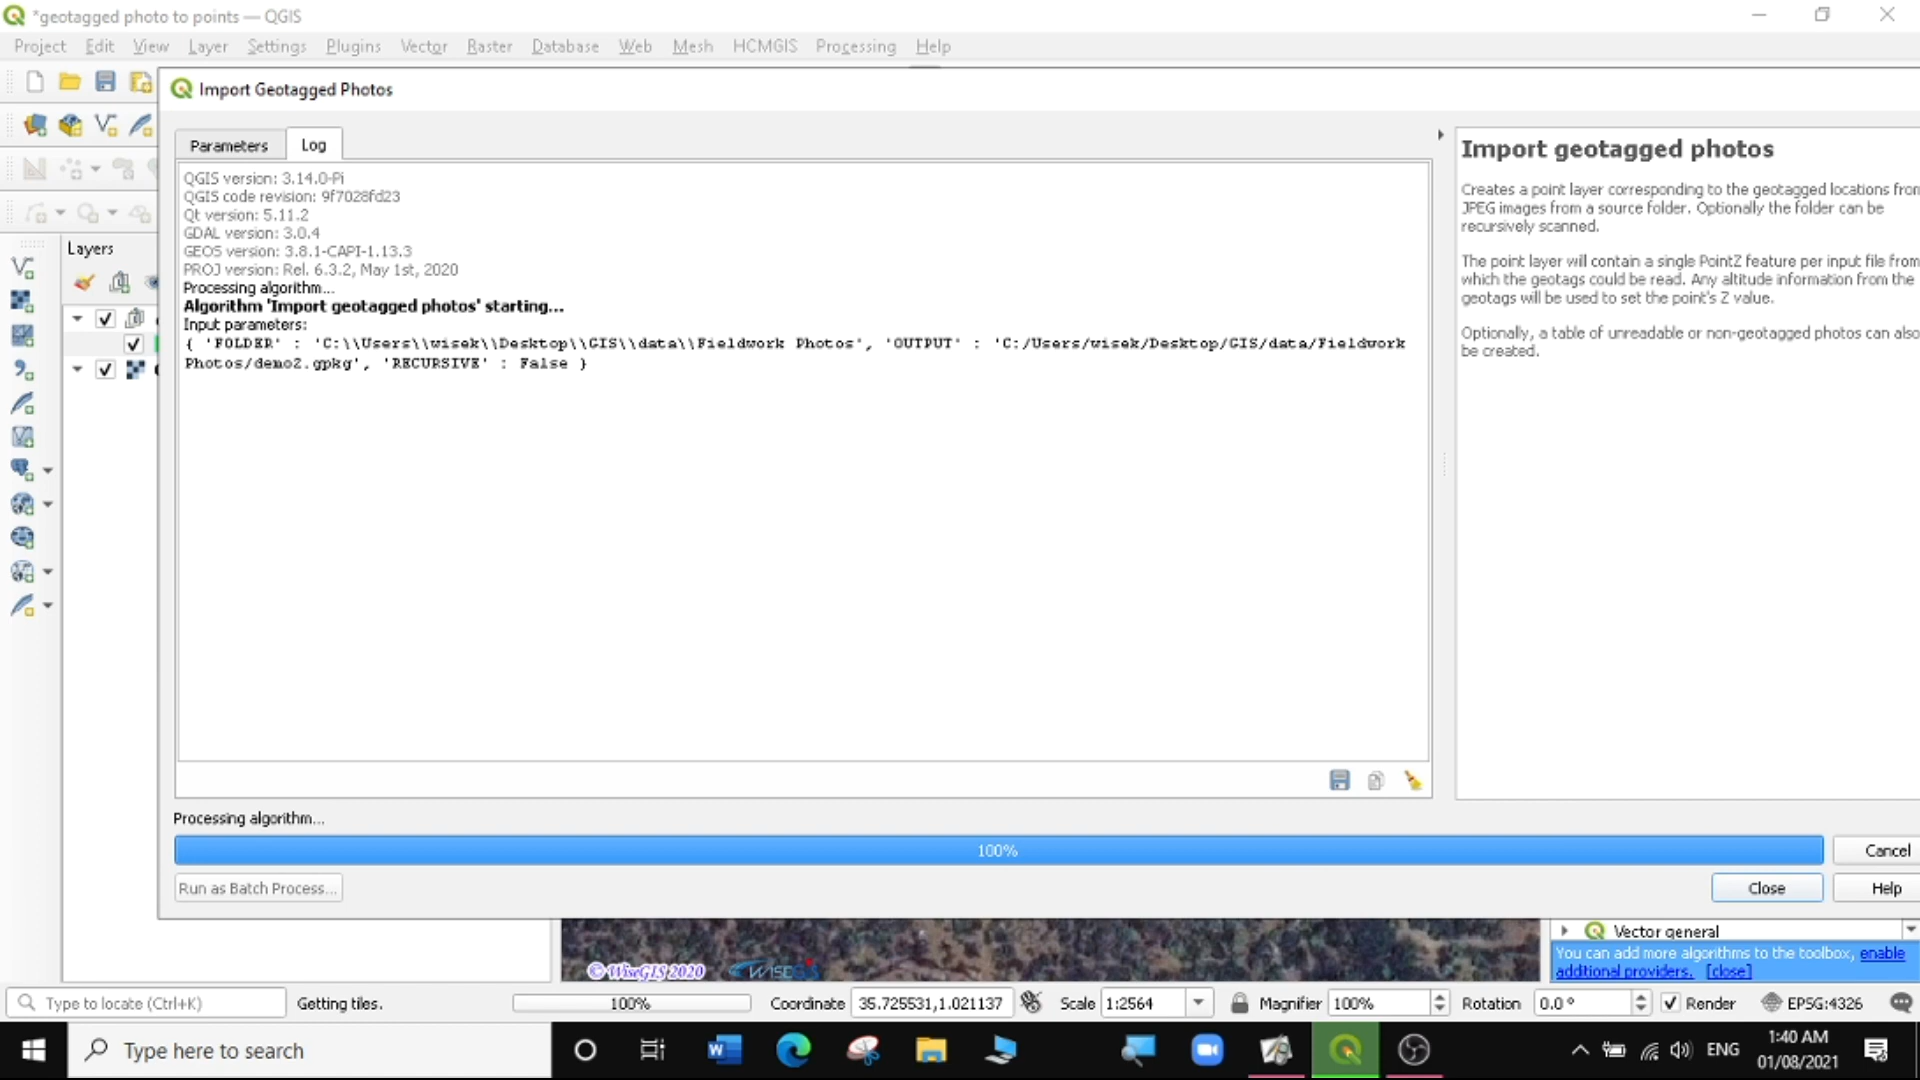 *geotagged photo to points — QGIS
Project Edit View Layer Settings Plugins Vector Raster Database Web Mesh HCMGIS Processing Help
Import Geotagged Photos
Parameters Log
QGIS version: 3.14.0-Pi
QGIS code revision: 9f7028fd23
Qt version: 5.11.2
GDAL version: 3.0.4
GEOS version: 3.8.1-CAPI-1.13.3
PROJ version: Rel. 6.3.2, May 1st, 2020
Processing algorithm...
Algorithm 'Import geotagged photos' starting...
Input parameters:
{ 'FOLDER' : 'C:\\Users\\wisek\\Desktop\\GIS\\data\\Fieldwork Photos', 'OUTPUT' : 'C:/Users/wisek/Desktop/GIS/data/Fieldwork
Photos/demo2.gpkg', 'RECURSIVE' : False }
Import geotagged photos
Creates a point layer corresponding to the geotagged locations from
JPEG images from a source folder. Optionally the folder can be
recursively scanned.
The point layer will contain a single PointZ feature per input file from
which the geotags could be read. Any altitude information from the
geotags will be used to set the point's Z value.
Optionally, a table of unreadable or non-geotagged photos can also
be created.
Layers
Processing algorithm...
100%
Cancel
Run as Batch Process...
Close
Help
© WiseGIS 2020
WISEGIS
Vector general
You can add more algorithms to the toolbox, enable
additional providers. [close]
Type to locate (Ctrl+K) Getting tiles. 100% Coordinate 35.725531,1.021137 Scale 1:2564 Magnifier 100% Rotation 0.0 ° Render EPSG:4326
Type here to search
ENG
1:40 AM
01/08/2021